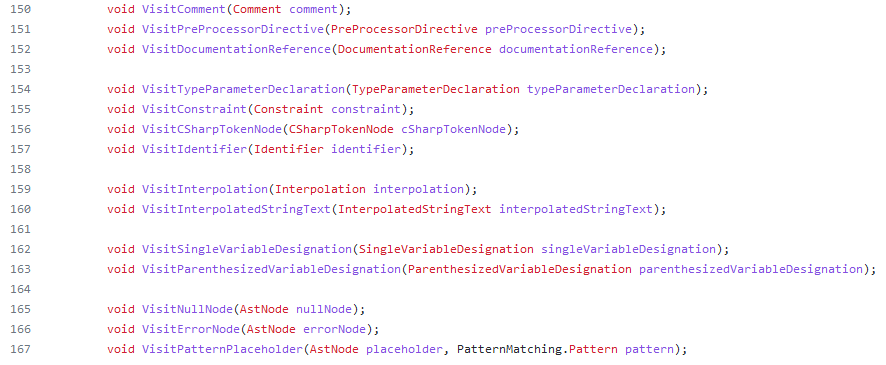 150 void VisitComment(Comment comment);
151 void VisitPreProcessorDirective(PreProcessorDirective preProcessorDirective);
152 void VisitDocumentationReference(DocumentationReference documentationReference);
153
154 void VisitTypeParameterDeclaration(TypeParameterDeclaration typeParameterDeclaration);
155 void VisitConstraint(Constraint constraint);
156 void VisitCSharpTokenNode(CSharpTokenNode cSharpTokenNode);
157 void VisitIdentifier(Identifier identifier);
158
159 void VisitInterpolation(Interpolation interpolation);
160 void VisitInterpolatedStringText(InterpolatedStringText interpolatedStringText);
161
162 void VisitSingleVariableDesignation(SingleVariableDesignation singleVariableDesignation);
163 void VisitParenthesizedVariableDesignation(ParenthesizedVariableDesignation parenthesizedVariableDesignation);
164
165 void VisitNullNode(AstNode nullNode);
166 void VisitErrorNode(AstNode errorNode);
167 void VisitPatternPlaceholder(AstNode placeholder, PatternMatching.Pattern pattern);